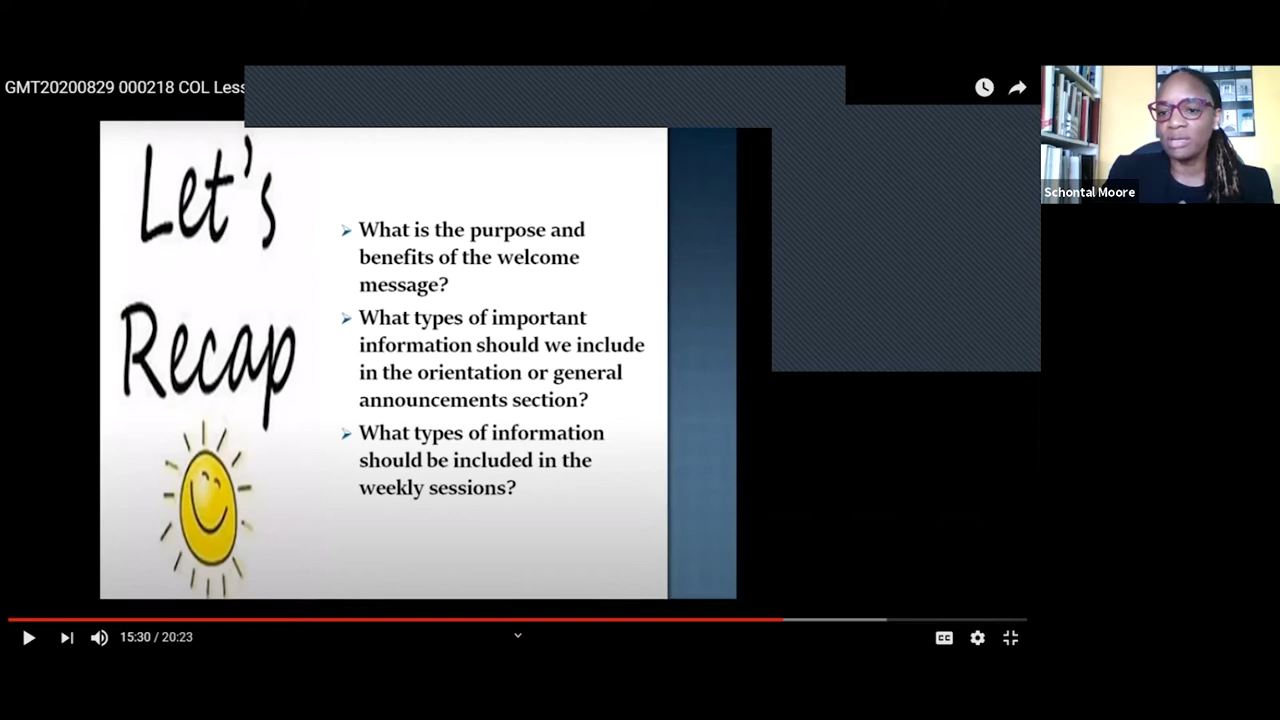 GMT20200829 000218 COL Less
Schontal Moore
Let's
Recap
What is the purpose and
benefits of the welcome
message?
What types of important
information should we include
in the orientation or general
announcements section?
What types of information
should be included in the
weekly sessions?
15:30 / 20:23
CC